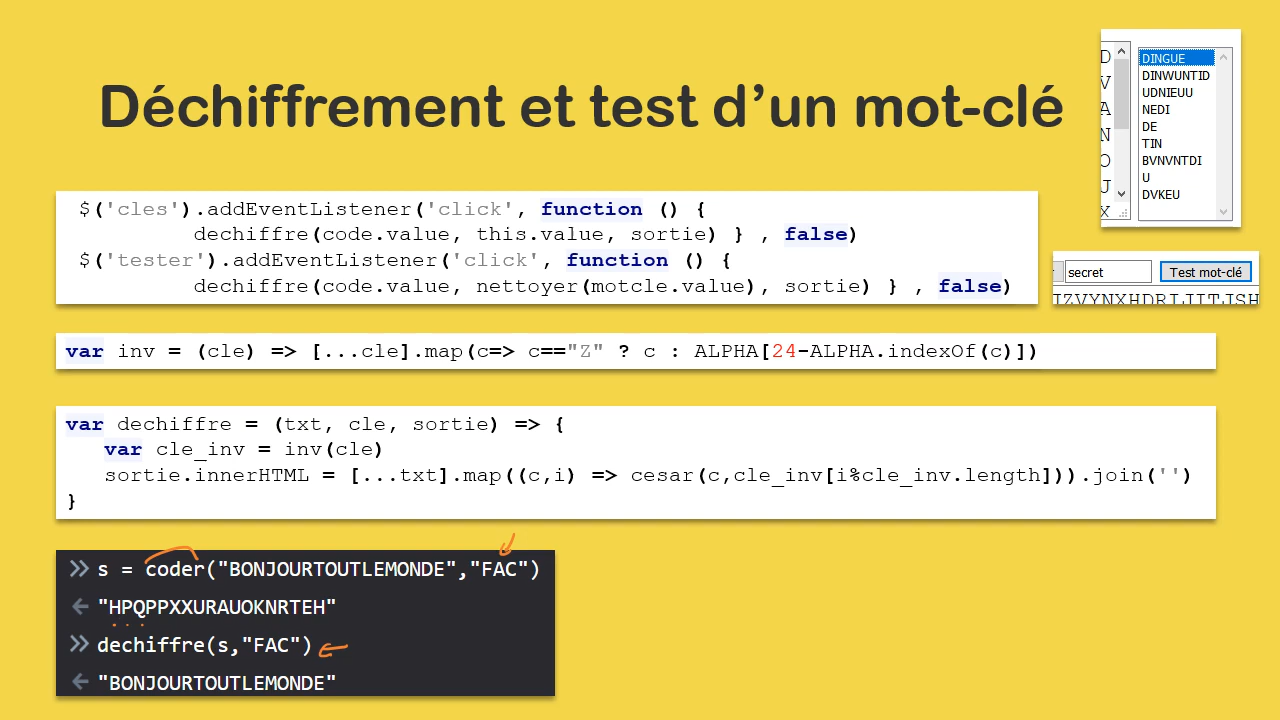 Déchiffrement et test d’un mot-clé
D
V
A
N
O
J
X
DINGUE
DINWUNTID
UDNIEUU
NEDI
DE
TIN
BVNVNTDI
U
DVKEU
$('cles').addEventListener('click', function () {
dechiffre(code.value, this.value, sortie) } , false)
$('tester').addEventListener('click', function () {
dechiffre(code.value, nettoyer(motcle.value), sortie) } , false)
secret
Test mot-clé
IZVYNXHDRLJITJSH
var inv = (cle) => [...cle].map(c=> c=="Z" ? c : ALPHA[24-ALPHA.indexOf(c)])
var dechiffre = (txt, cle, sortie) => {
var cle_inv = inv(cle)
sortie.innerHTML = [...txt].map((c,i) => cesar(c,cle_inv[i%cle_inv.length])).join('')
}
>> s = coder("BONJOURTOUTLEMONDE","FAC")
← "HPQPPXXURAUOKNRTEH"
>> dechiffre(s,"FAC")
← "BONJOURTOUTLEMONDE"